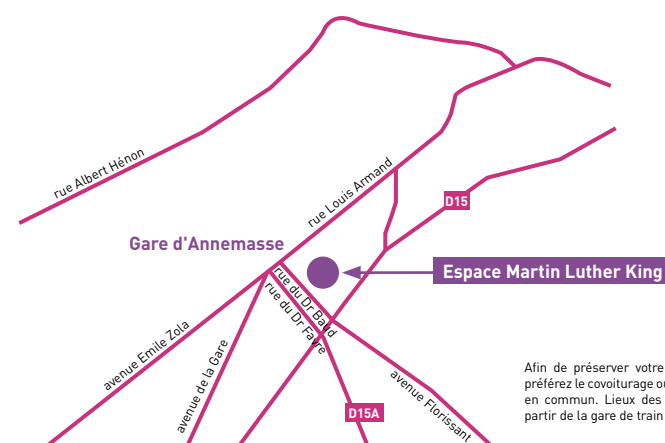 rue Albert Hénon
rue Louis Armand
D15
Gare d'Annemasse
Espace Martin Luther King
rue du Dr Baud
rue du Dr Favre
avenue Emile Zola
avenue de la Gare
avenue Florissant
D15A
Afin de préserver votre
préférez le covoiturage ou
en commun. Lieux des
partir de la gare de train